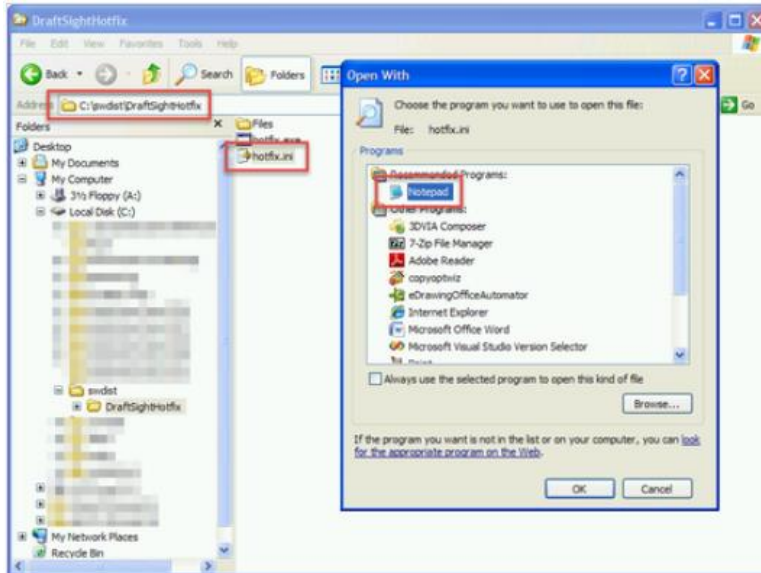 DraftSightHotfix
File Edit View Favorites Tools Help
Back Search Folders
Address C:\swdist\DraftSightHotfix Go
Folders
Desktop
My Documents
My Computer
3½ Floppy (A:)
Local Disk (C:)
swdist
DraftSightHotfix
My Network Places
Recycle Bin
Files
hotfix.exe
hotfix.ini
Open With
Choose the program you want to use to open this file:
File: hotfix.ini
Programs
Recommended Programs:
Notepad
Other Programs:
3DVIA Composer
7-Zip File Manager
Adobe Reader
copyoptwiz
eDrawingOfficeAutomator
Internet Explorer
Microsoft Office Word
Microsoft Visual Studio Version Selector
Paint
Always use the selected program to open this kind of file
Browse...
If the program you want is not in the list or on your computer, you can look
for the appropriate program on the Web.
OK Cancel